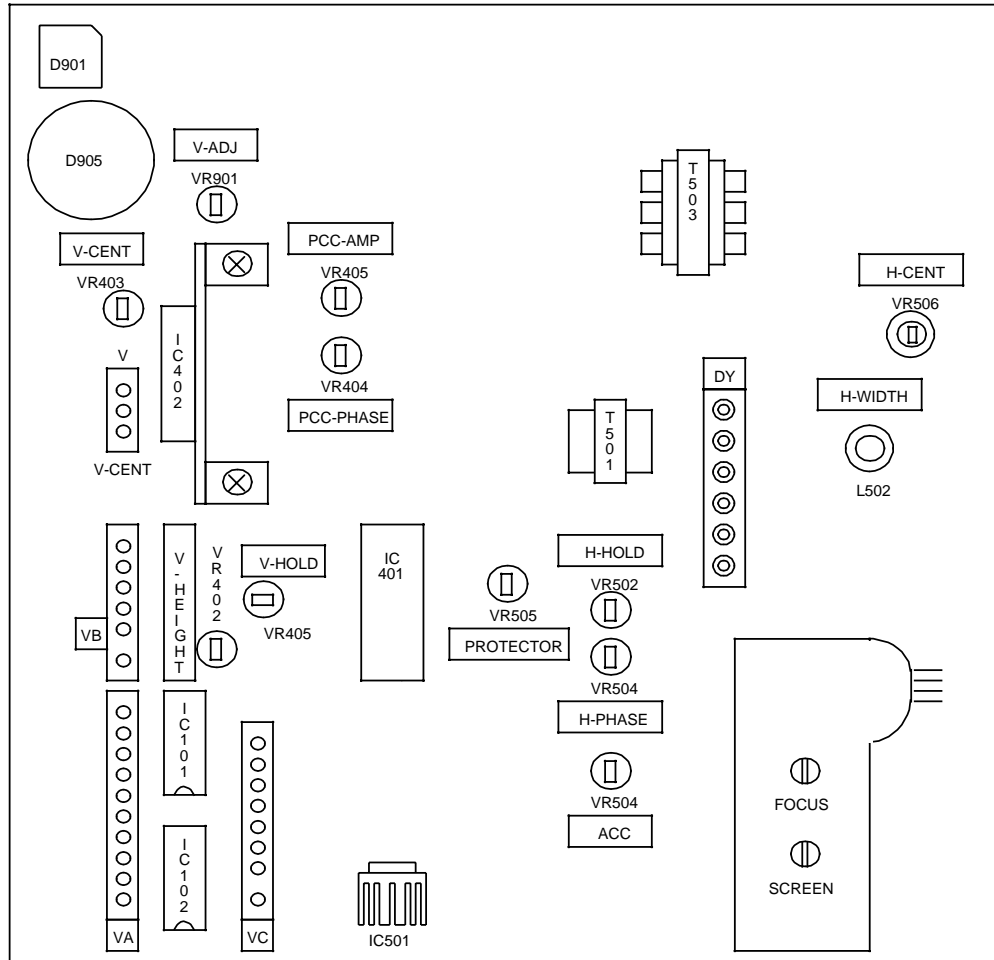 D901
D905
V-ADJ
VR901
V-CENT
VR403
PCC-AMP
VR405
T503
H-CENT
VR506
IC402
V
VR404
PCC-PHASE
V-CENT
T501
DY
H-WIDTH
L502
VB
V-HEIGHT
VR402
V-HOLD
VR405
IC
401
VR505
PROTECTOR
H-HOLD
VR502
VR504
H-PHASE
VR504
ACC
IC101
IC102
VA
VC
IC501
FOCUS
SCREEN